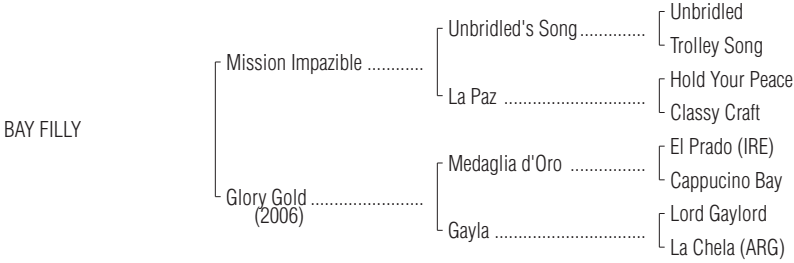 Unbridled
Unbridled's Song..............
Trolley Song
Mission Impazible ............
Hold Your Peace
La Paz ..............................
Classy Craft
BAY FILLY
El Prado (IRE)
Medaglia d'Oro ................
Cappucino Bay
Glory Gold ........................
(2006)
Lord Gaylord
Gayla ................................
La Chela (ARG)